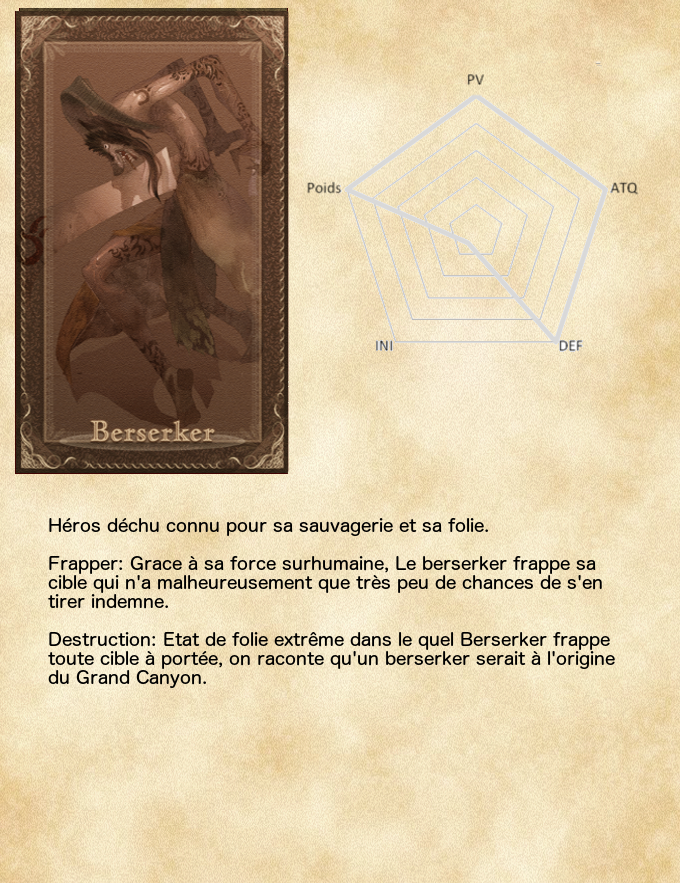 PV
Poids
ATQ
INI
DEF
Berserker
Héros déchu connu pour sa sauvagerie et sa folie.
Frapper: Grace à sa force surhumaine, Le berserker frappe sa
cible qui n'a malheureusement que très peu de chances de s'en
tirer indemne.
Destruction: Etat de folie extrême dans le quel Berserker frappe
toute cible à portée, on raconte qu'un berserker serait à l'origine
du Grand Canyon.